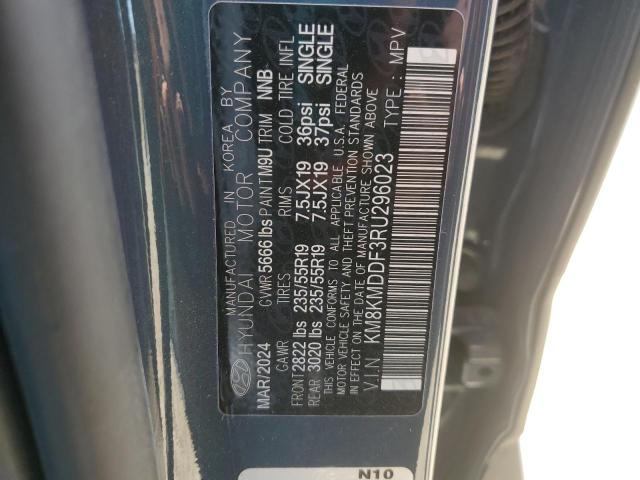 MANUFACTURED IN KOREA BY
HYUNDAI MOTOR COMPANY
MAR/2024 GVWR 5666 lbs PAINT M9U TRIM NNB
GAWR TIRES RIMS COLD TIRE INFL
FRONT 2822 lbs 235/55R19 7.5JX19 36psi SINGLE
REAR 3020 lbs 235/55R19 7.5JX19 37psi SINGLE
THIS VEHICLE CONFORMS TO ALL APPLICABLE U.S.A. FEDERAL
MOTOR VEHICLE SAFETY AND THEFT PREVENTION STANDARDS
IN EFFECT ON THE DATE OF MANUFACTURE SHOWN ABOVE
V.I.N KM8KMDDF3RU296023 TYPE : MPV
N10